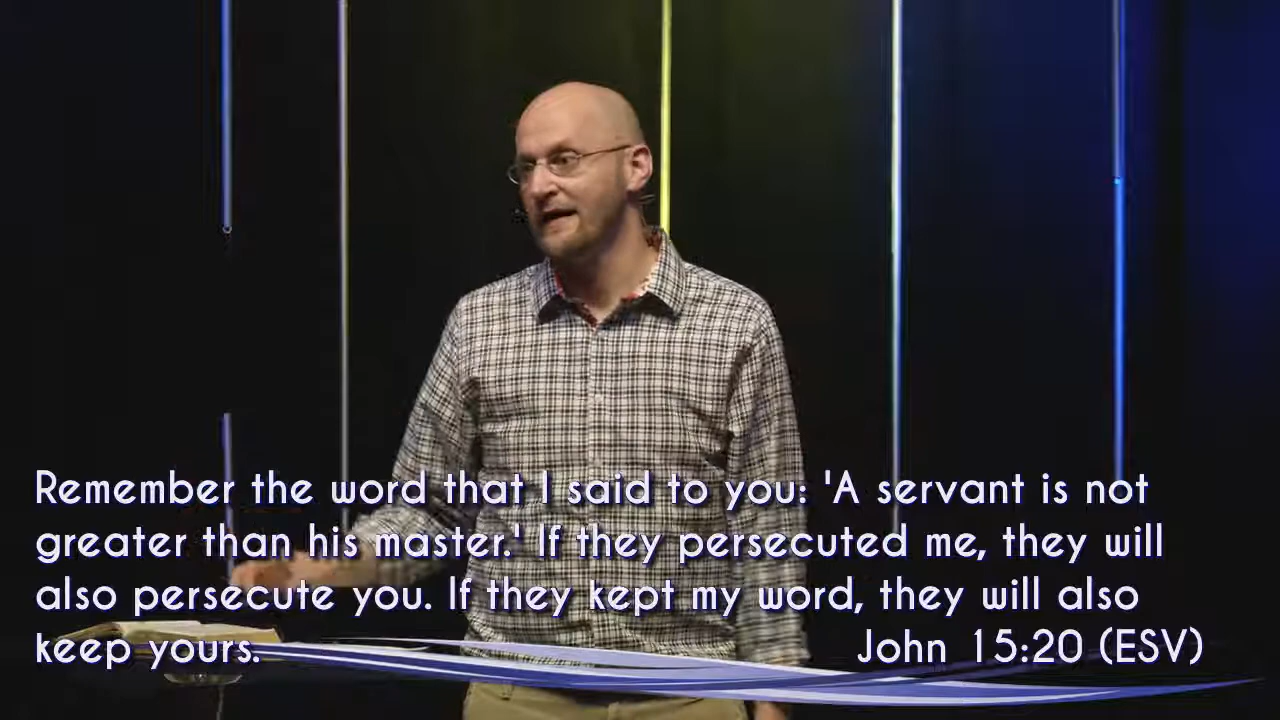 Remember the word that I said to you: 'A servant is not
greater than his master.' If they persecuted me, they will
also persecute you. If they kept my word, they will also
keep yours. John 15:20 (ESV)